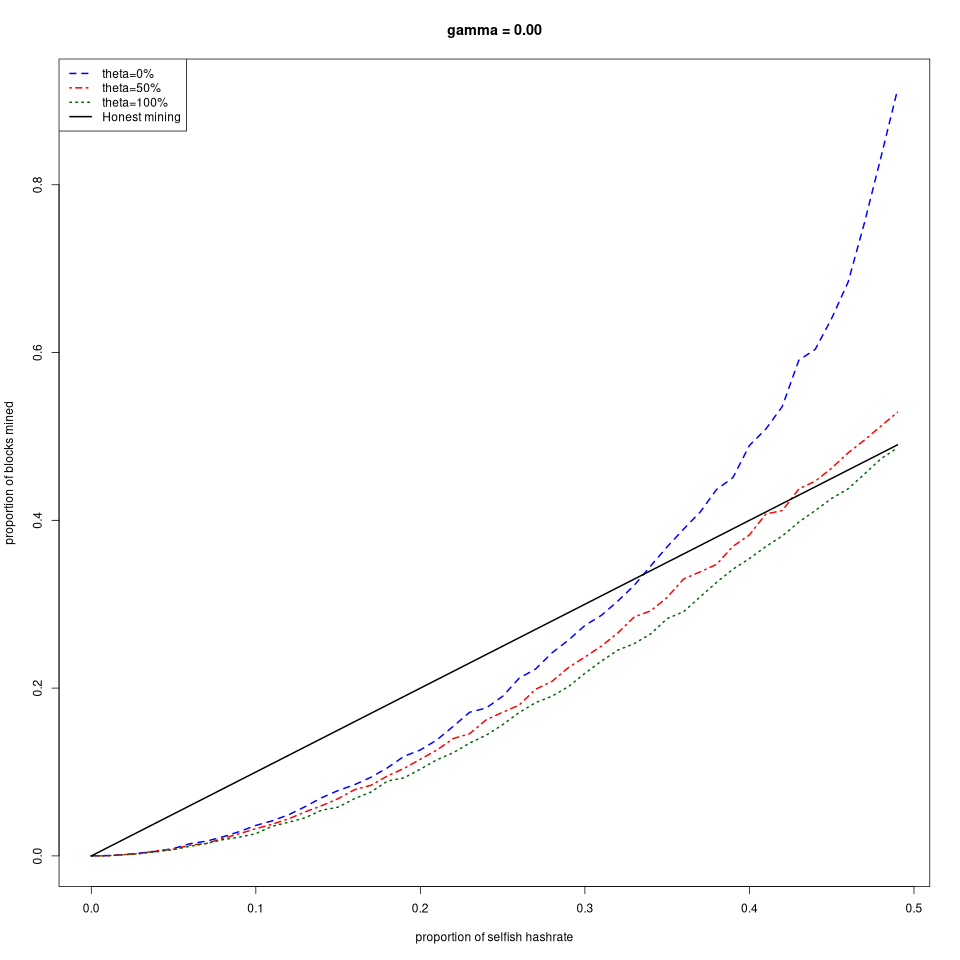 gamma = 0.00
theta=0%
theta=50%
theta=100%
Honest mining
proportion of blocks mined
0.8
0.6
0.4
0.2
0.0
0.0 0.1 0.2 0.3 0.4 0.5
proportion of selfish hashrate